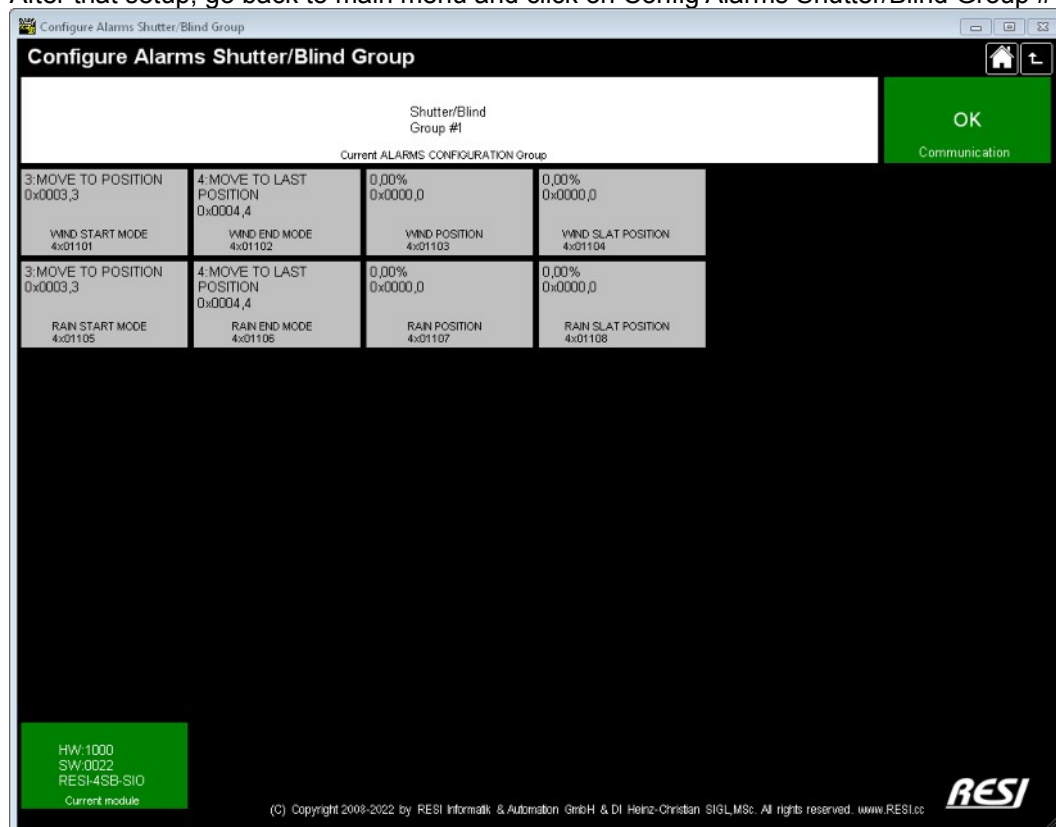 After that setup, go back to main menu and click on Config Alarms Shutter/Blind Group #
Configure Alarms Shutter/Blind Group
Configure Alarms Shutter/Blind Group
Shutter/Blind
Group #1
Current ALARMS CONFIGURATION Group
OK
Communication
3:MOVE TO POSITION
0x0003,3
WIND START MODE
4x01101
4:MOVE TO LAST
POSITION
0x0004,4
WIND END MODE
4x01102
0,00%
0x0000,0
WIND POSITION
4x01103
0,00%
0x0000,0
WIND SLAT POSITION
4x01104
3:MOVE TO POSITION
0x0003,3
RAIN START MODE
4x01105
4:MOVE TO LAST
POSITION
0x0004,4
RAIN END MODE
4x01106
0,00%
0x0000,0
RAIN POSITION
4x01107
0,00%
0x0000,0
RAIN SLAT POSITION
4x01108
HW:1000
SW:0022
RESI-4SB-SIO
Current module
(C) Copyright 2008-2022 by RESI Informatik & Automation GmbH & DI Heinz-Christian SIGL,MSc. All rights reserved. www.RESI.cc
RESI